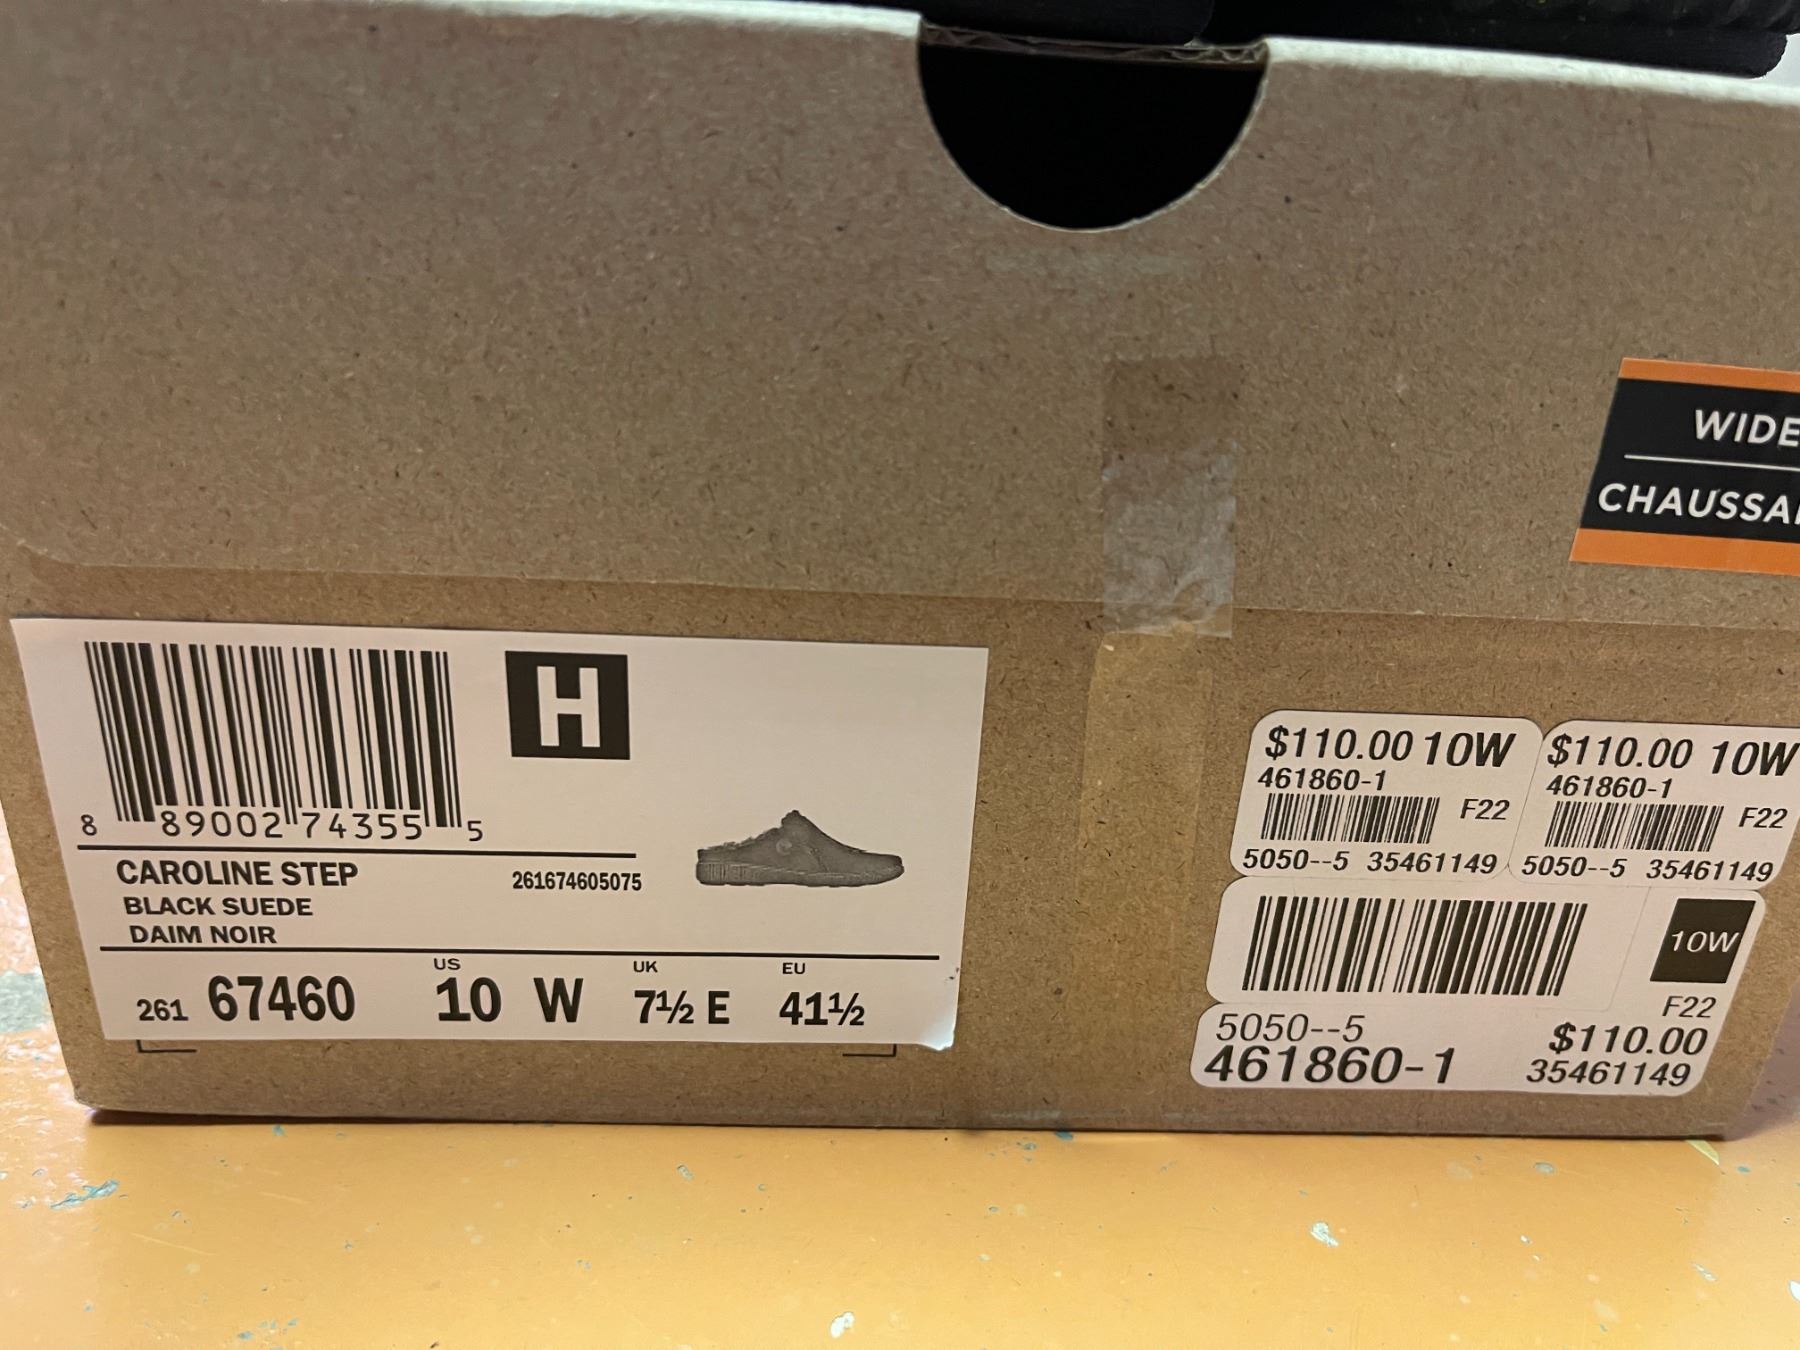 WIDE
CHAUSSA
H
8 89002 74355 5
CAROLINE STEP
261674605075
BLACK SUEDE
DAIM NOIR
US UK EU
261 67460 10 W 7½ E 41½
$110.00 10W
461860-1
F22
5050--5 35461149
$110.00 10W
461860-1
F22
5050--5 35461149
10W
F22
5050--5 $110.00
461860-1 35461149